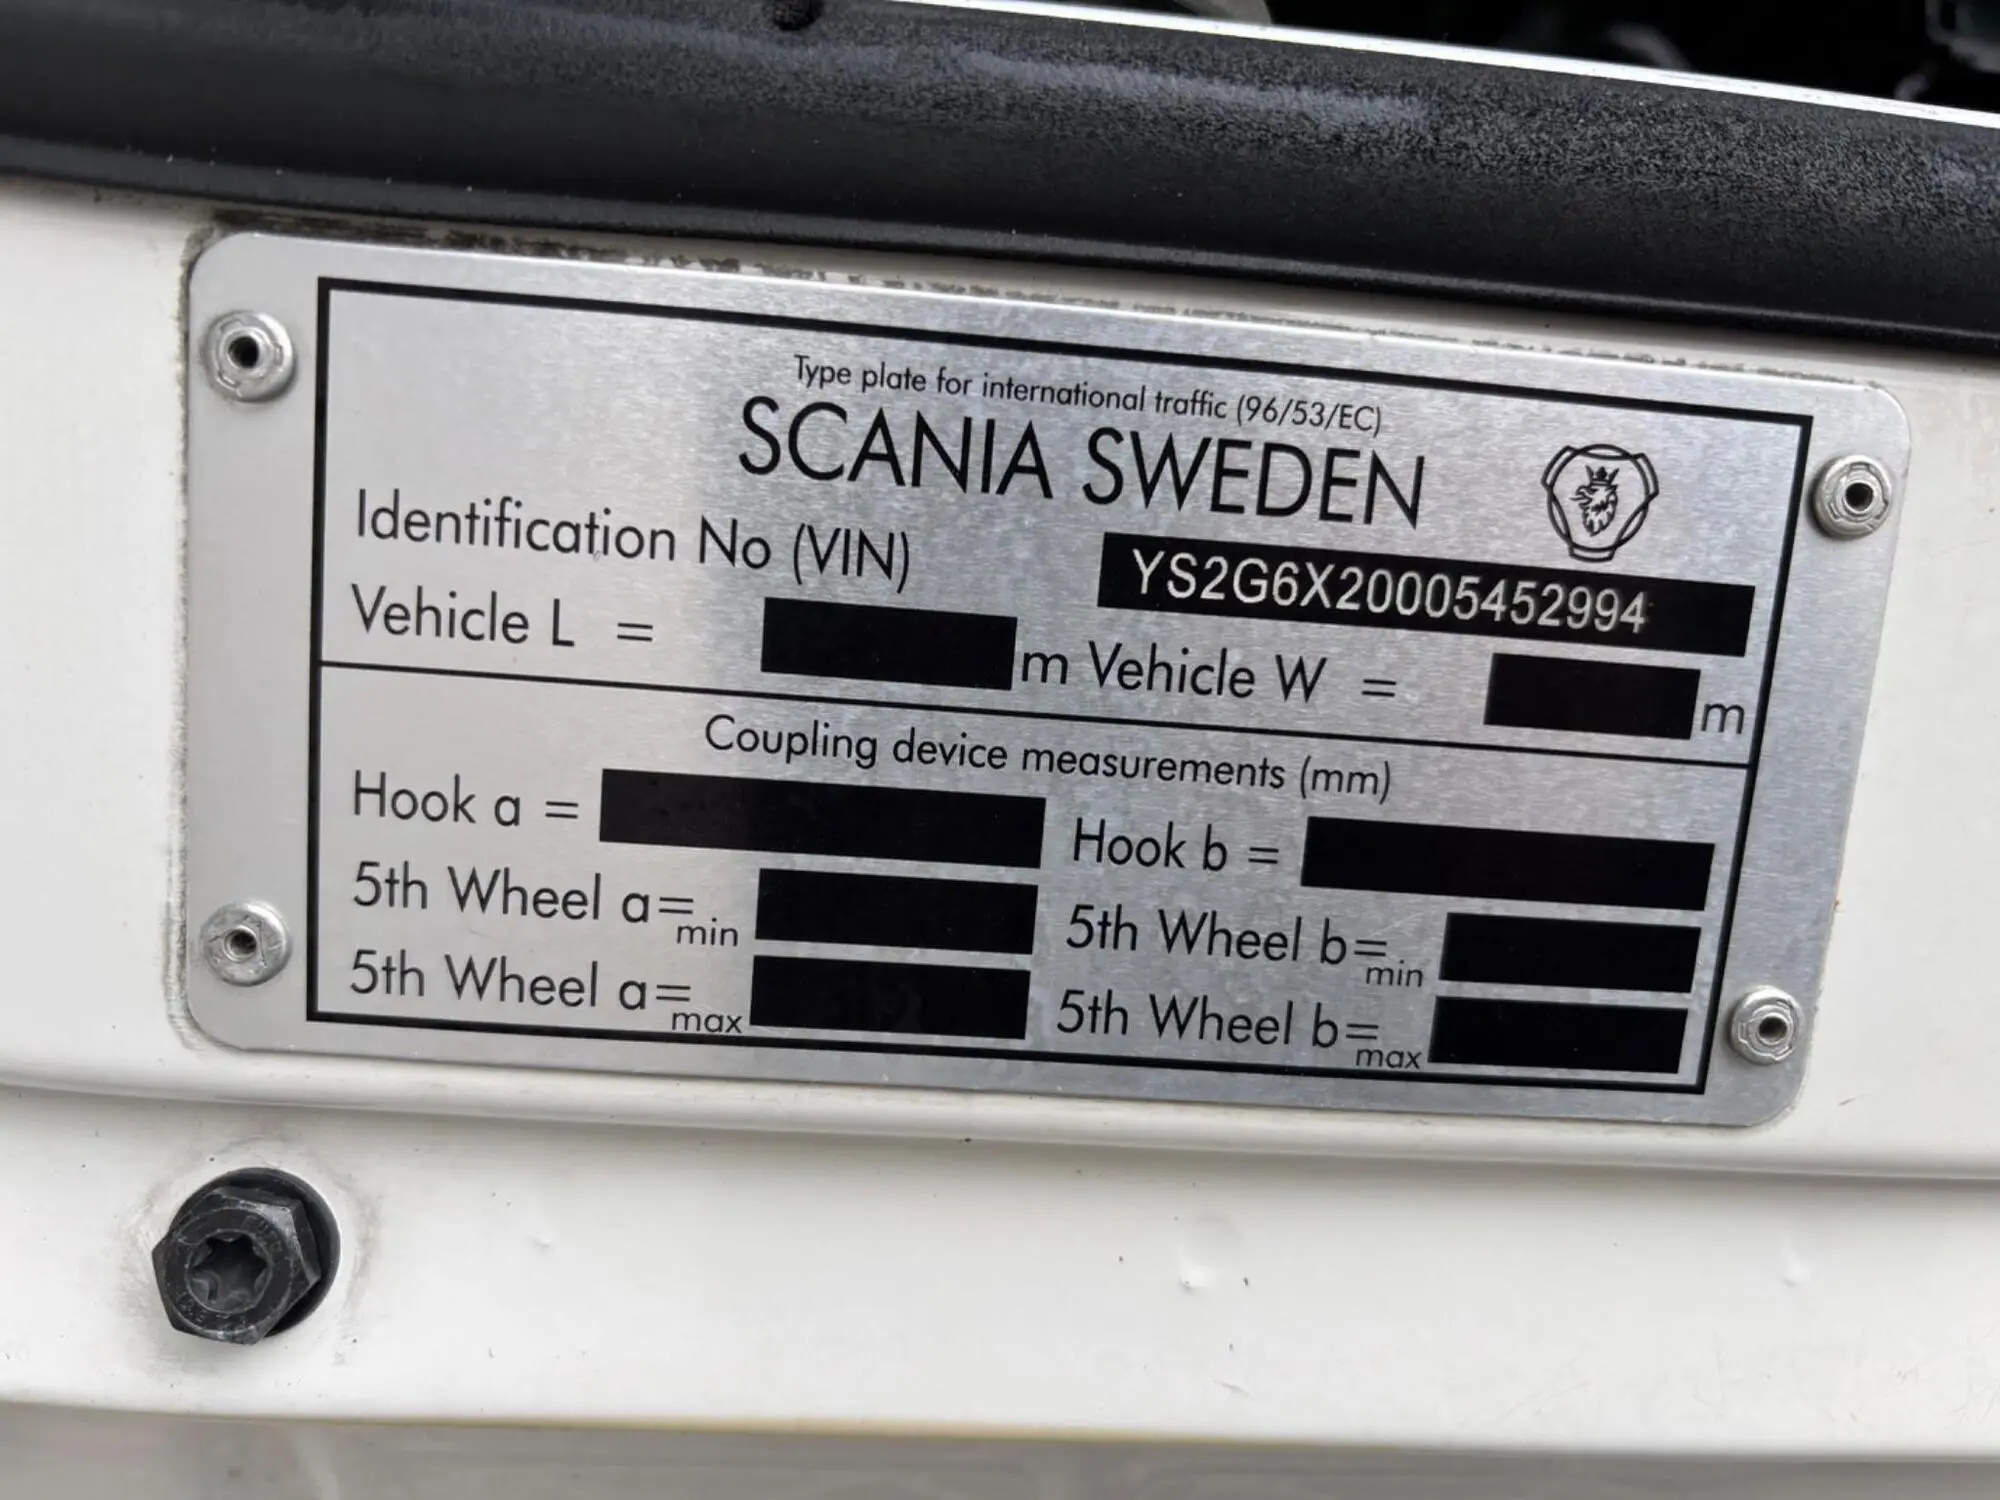 Type plate for international traffic (96/53/EC)
SCANIA SWEDEN
Identification No (VIN) YS2G6X20005452994
Vehicle L = m Vehicle W = m
Coupling device measurements (mm)
Hook a = Hook b =
5th Wheel a= min 5th Wheel b= min
5th Wheel a= max 5th Wheel b= max